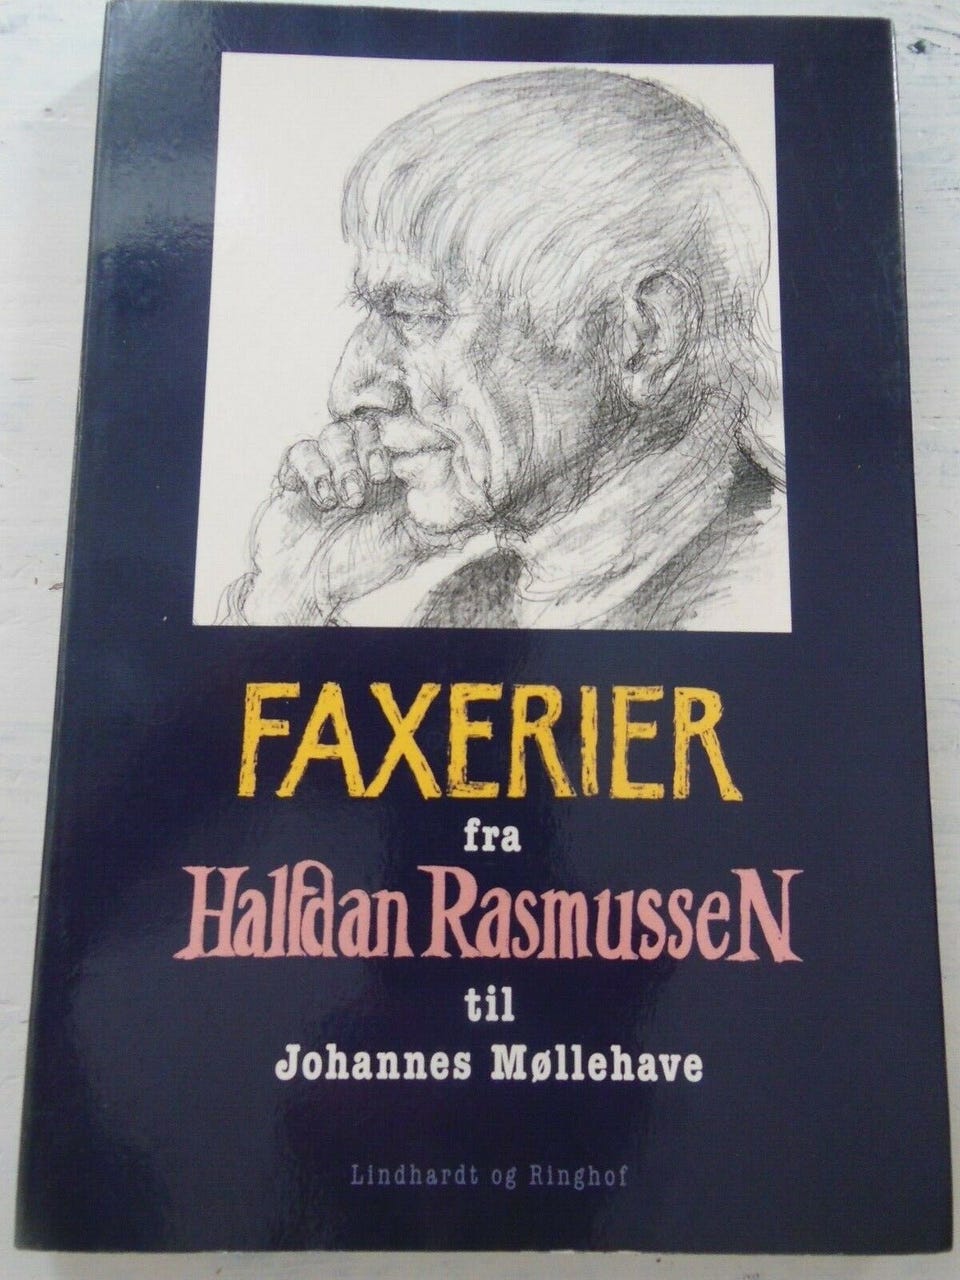 FAXERIER
fra
Halfdan Rasmussen
til
Johannes Møllehave
Lindhardt og Ringhof